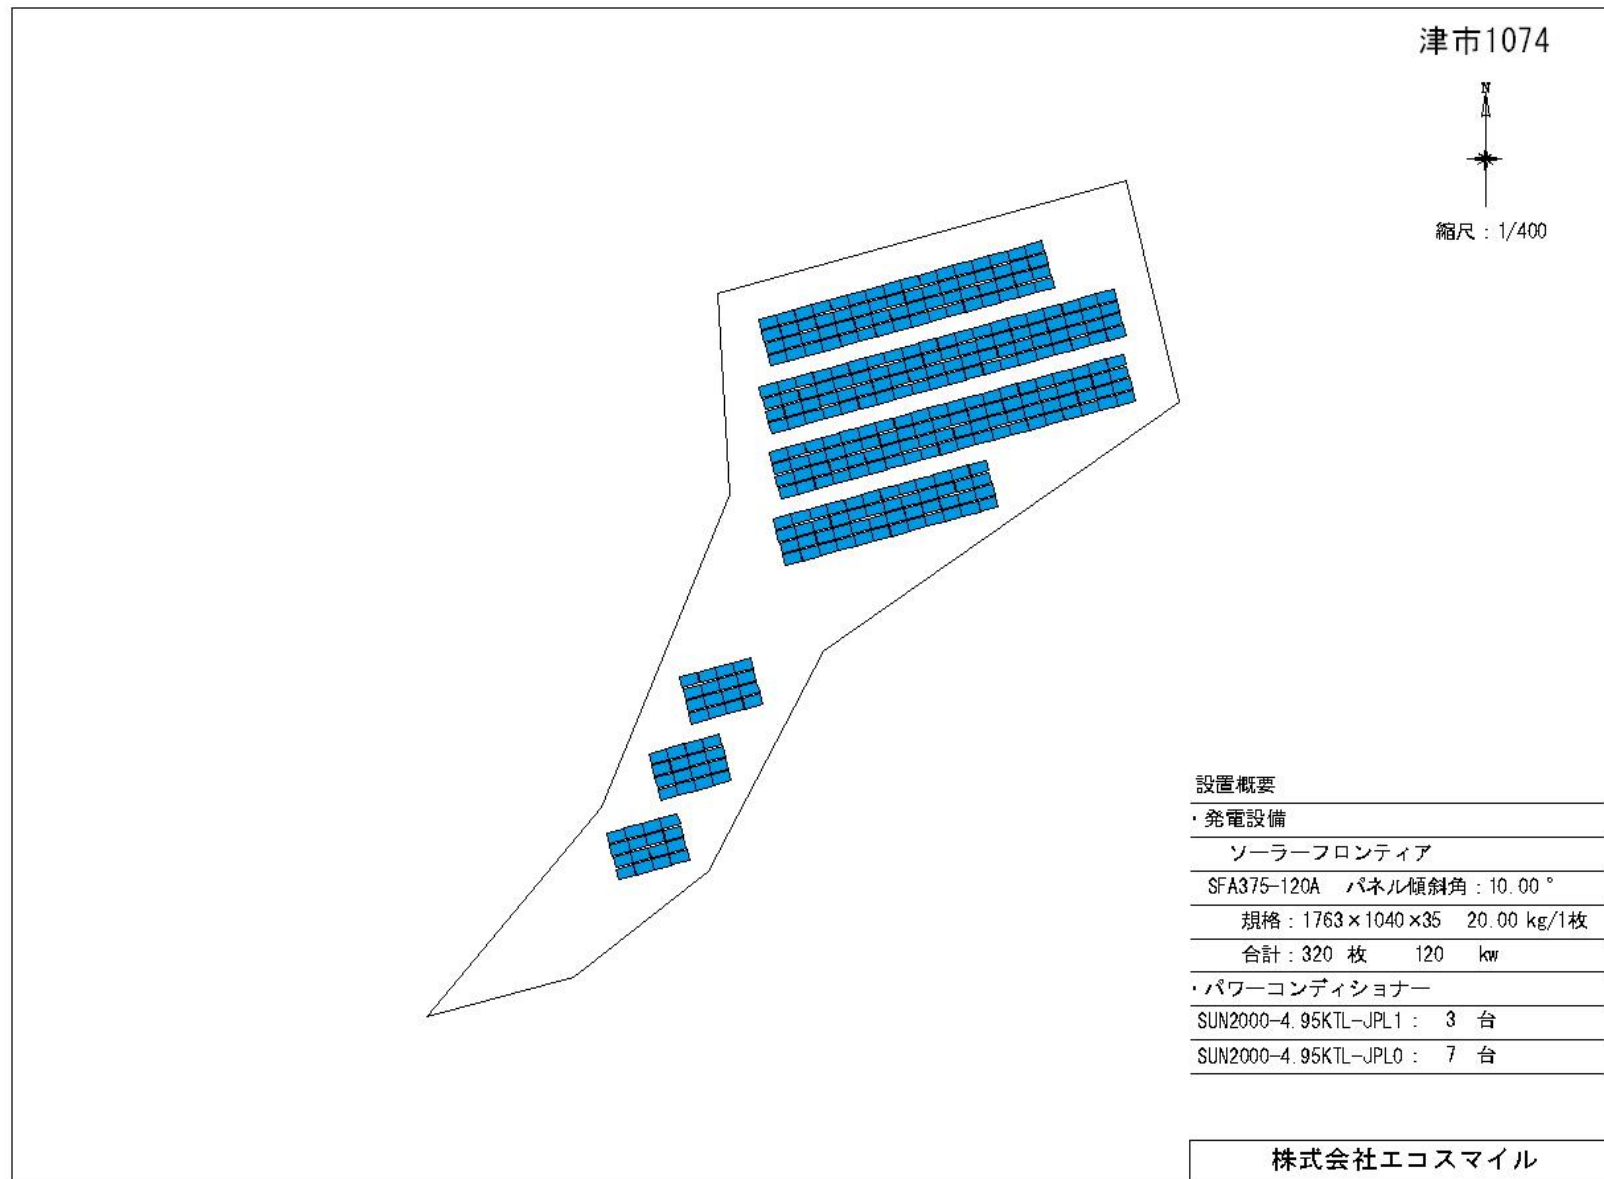 津市1074
N
縮尺：1/400
設置概要
・発電設備
ソーラーフロンティア
SFA375-120A　パネル傾斜角：10.00°
規格：1763×1040×35　20.00 kg/1枚
合計：320 枚　120　kw
・パワーコンディショナー
SUN2000-4.95KTL-JPL1：　3　台
SUN2000-4.95KTL-JPL0：　7　台
株式会社エコスマイル